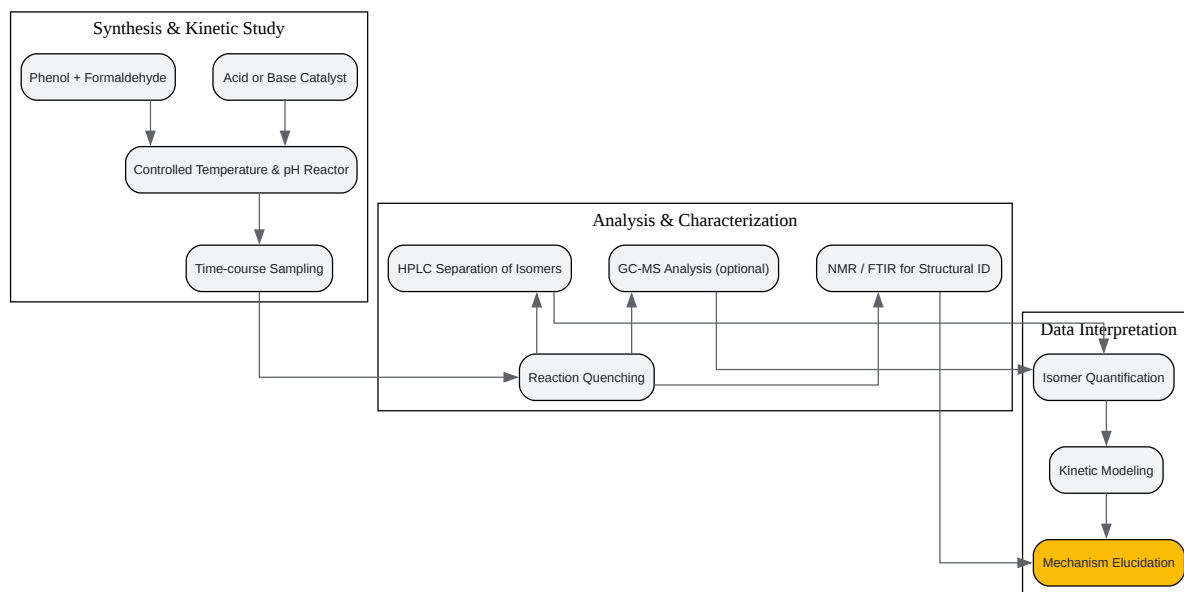 Synthesis & Kinetic Study
Phenol + Formaldehyde
Acid or Base Catalyst
Controlled Temperature & pH Reactor
Time-course Sampling
Analysis & Characterization
HPLC Separation of Isomers
GC-MS Analysis (optional)
NMR / FTIR for Structural ID
Reaction Quenching
Data Interpretation
Isomer Quantification
Kinetic Modeling
Mechanism Elucidation